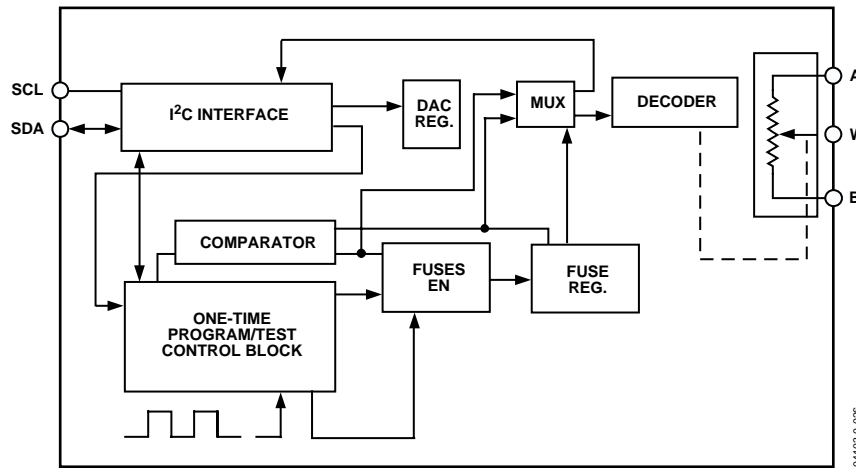 SCL
SDA
I²C INTERFACE
DAC
REG.
MUX
DECODER
A
W
COMPARATOR
FUSES
EN
FUSE
REG.
ONE-TIME
PROGRAM/TEST
CONTROL BLOCK